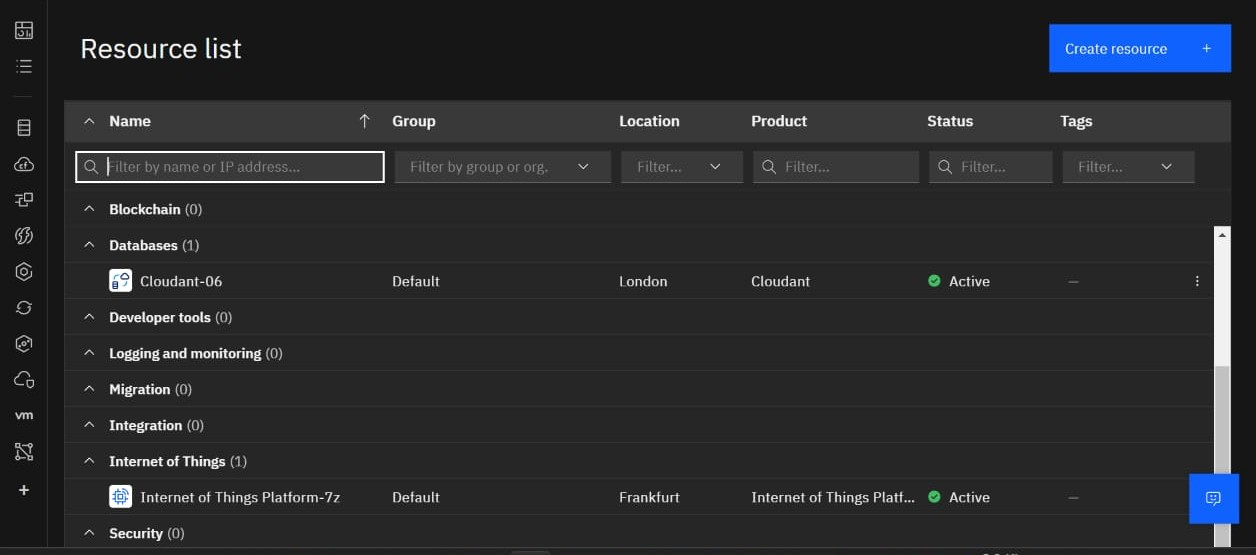 Resource list
Create resource +
Name Group Location Product Status Tags
Filter by name or IP address... Filter by group or org. Filter... Filter... Filter... Filter...
Blockchain (0)
Databases (1)
Cloudant-06 Default London Cloudant Active –
Developer tools (0)
Logging and monitoring (0)
Migration (0)
Integration (0)
Internet of Things (1)
Internet of Things Platform-7z Default Frankfurt Internet of Things Platf... Active –
Security (0)
cf
vm
+